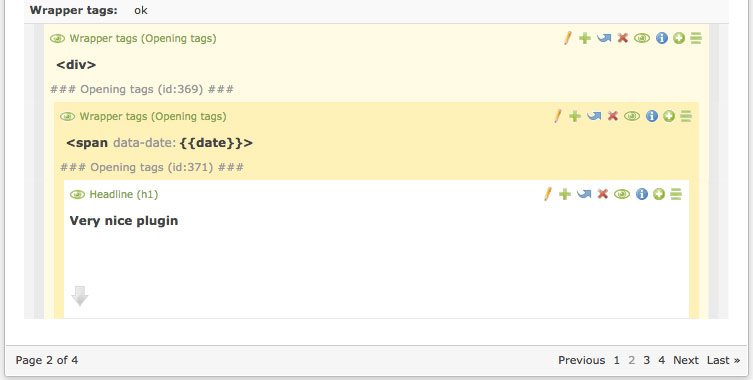 Wrapper tags: ok
Wrapper tags (Opening tags)
<div>
### Opening tags (id:369) ###
Wrapper tags (Opening tags)
<span data-date: {{date}}>
### Opening tags (id:371) ###
Headline (h1)
Very nice plugin
Page 2 of 4 Previous 1 2 3 4 Next Last »